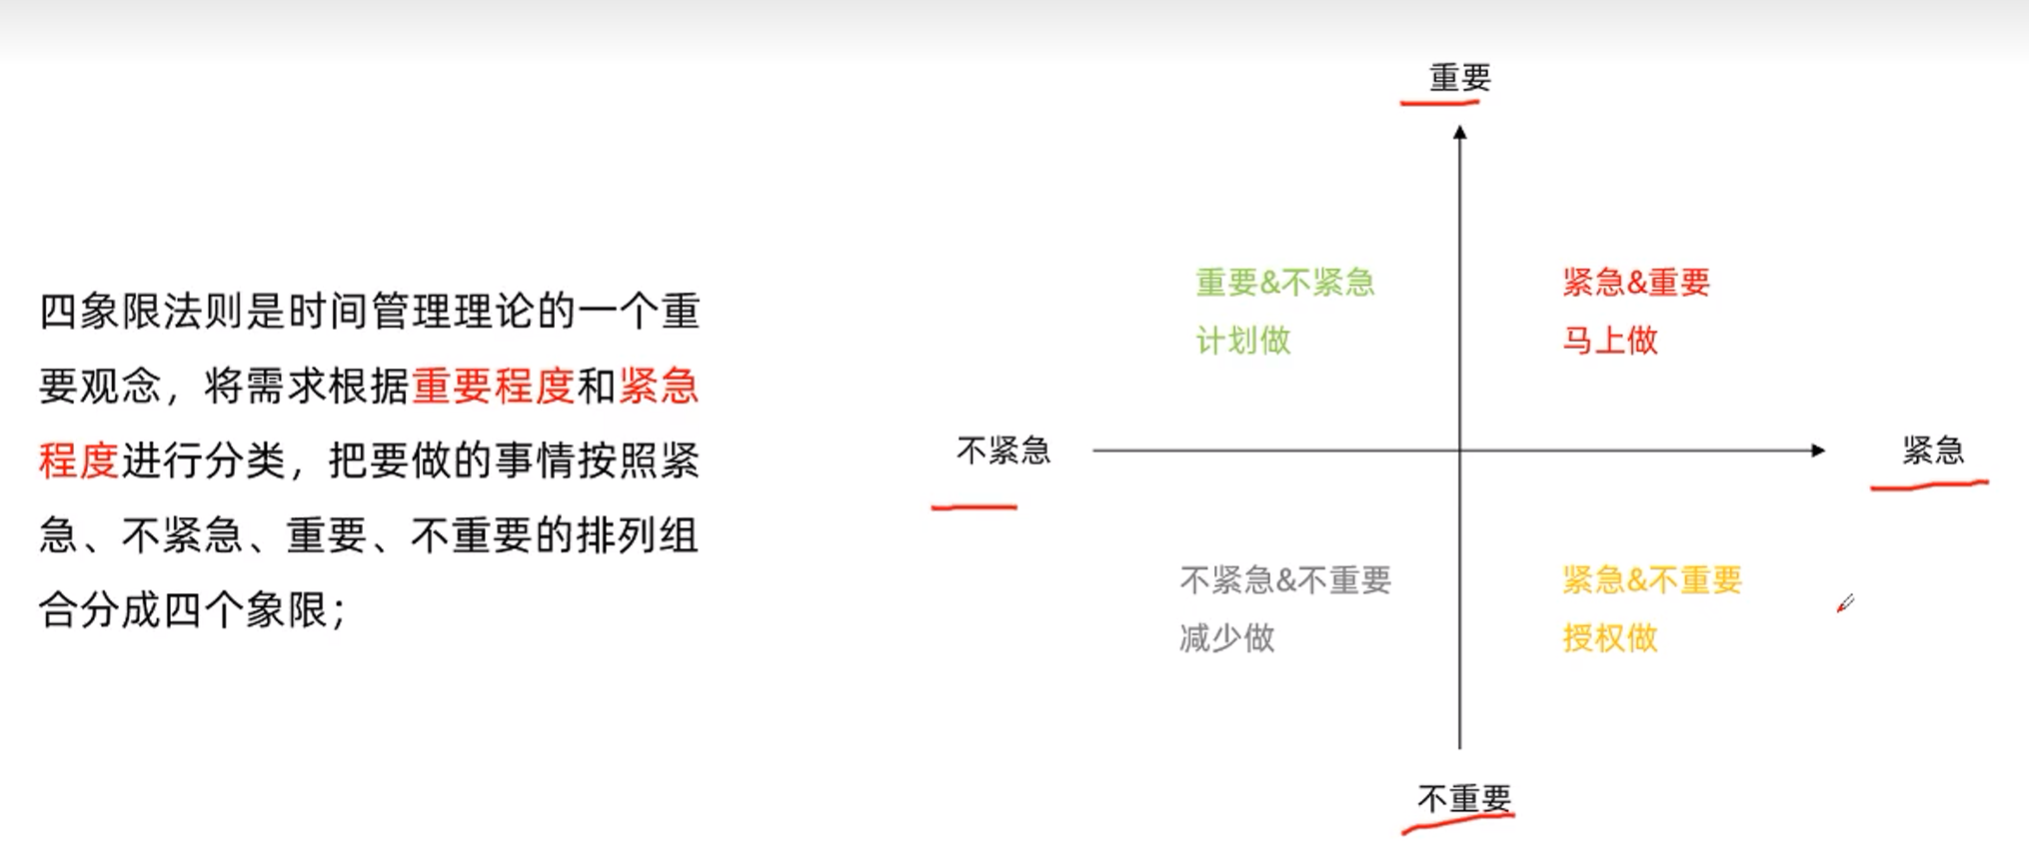 四象限法则是时间管理理论的一个重
要观念，将需求根据重要程度和紧急
程度进行分类，把要做的事情按照紧
急、不紧急、重要、不重要的排列组
合分成四个象限；
重要
重要&不紧急
计划做
紧急&重要
马上做
不紧急
紧急
不紧急&不重要
减少做
紧急&不重要
授权做
不重要